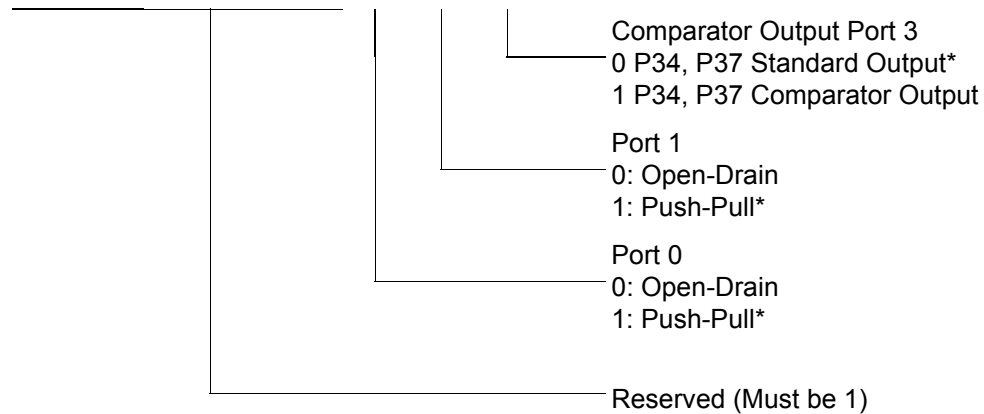 Comparator Output Port 3
0 P34, P37 Standard Output*
1 P34, P37 Comparator Output
Port 1
0: Open-Drain
1: Push-Pull*
Port 0
0: Open-Drain
1: Push-Pull*
Reserved (Must be 1)